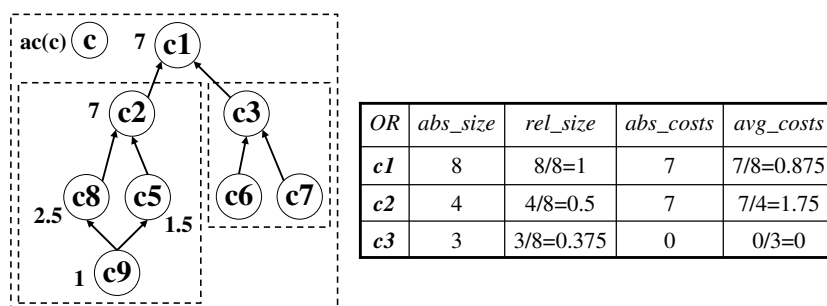 ac(c) c 7 c1
7 c2 c3
2.5 c8 c5 1.5 c6 c7
1 c9
OR abs_size rel_size abs_costs avg_costs
c1 8 8/8=1 7 7/8=0.875
c2 4 4/8=0.5 7 7/4=1.75
c3 3 3/8=0.375 0 0/3=0